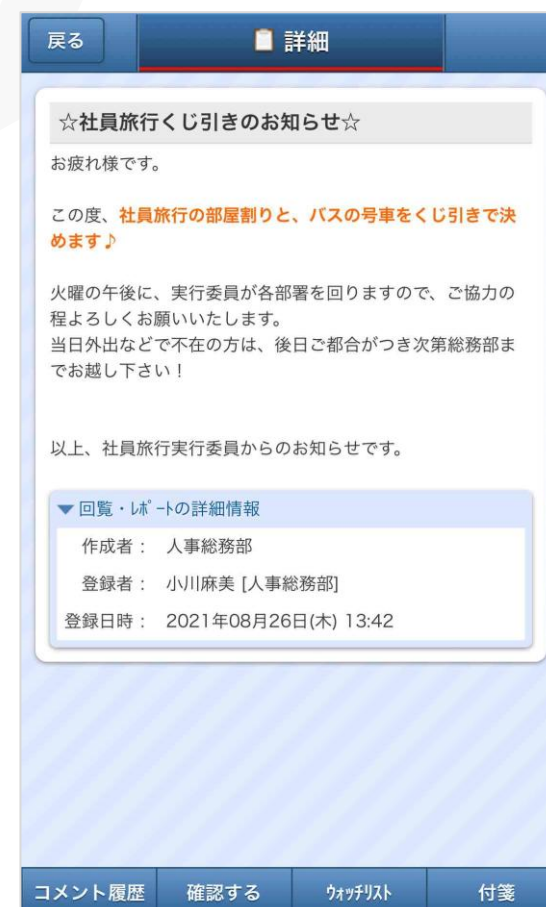 戻る
詳細
☆社員旅行くじ引きのお知らせ☆
お疲れ様です。
この度、社員旅行の部屋割りと、バスの号車をくじ引きで決
めます♪
火曜の午後に、実行委員が各部署を回りますので、ご協力の
程よろしくお願いいたします。
当日外出などで不在の方は、後日ご都合がつき次第総務部ま
でお越し下さい！
以上、社員旅行実行委員からのお知らせです。
▼回覧・ﾚﾎﾟｰﾄの詳細情報
作成者： 人事総務部
登録者： 小川麻美 [人事総務部]
登録日時： 2021年08月26日(木) 13:42
コメント履歴 確認する ｳｫｯﾁﾘｽﾄ 付箋